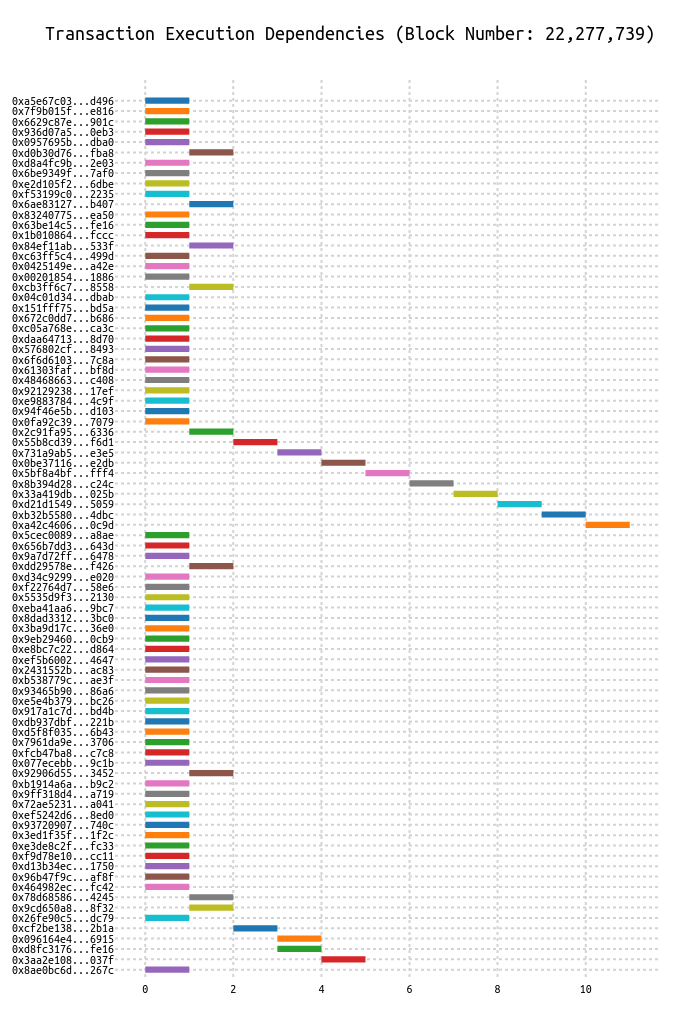 Transaction Execution Dependencies (Block Number: 22,277,739)
0xa5e67c03...d496
0x7f9b015f...e816
0x6629c87e...901c
0x936d07a5...0eb3
0x0957695b...dba0
0xd0b30d76...fba8
0xd8a4fc9b...2e03
0x6be9349f...7af0
0xe2d105f2...6dbe
0xf53199c0...2235
0x6ae83127...b407
0x83240775...ea50
0x63be14c5...fe16
0x1b010864...fccc
0x84ef11ab...533f
0xc63ff5c4...499d
0x0425149e...a42e
0x00201854...1886
0xcb3ff6c7...8558
0x04c01d34...dbab
0x151fff75...bd5a
0x672c0dd7...b686
0xc05a768e...ca3c
0xdaa64713...8d70
0x576802cf...8493
0x6f6d6103...7c8a
0x61303faf...bf8d
0x48468663...c408
0x92129238...17ef
0xe9883784...4c9f
0x94f46e5b...d103
0x0fa92c39...7079
0x2c91fa95...6336
0x55b8cd39...f6d1
0x731a9ab5...e3e5
0x0be37116...e2db
0x5bf8a4bf...fff4
0x8b394d28...c24c
0x33a419db...025b
0xd21d1549...5059
0xb32b5580...4dbc
0xa42c4606...0c9d
0x5cec0089...a8ae
0x656b7dd3...643d
0x9a7d72ff...6478
0xdd29578e...f426
0xd34c9299...e020
0xf22764d7...58e6
0x5535d9f3...2130
0xeba41aa6...9bc7
0x8dad3312...3bc0
0x3ba9d17c...36e0
0x9eb29460...0cb9
0xe8bc7c22...d864
0xef5b6002...4647
0x2431552b...ac83
0xb538779c...ae3f
0x93465b90...86a6
0xe5e4b379...bc26
0x917a1c7d...bd4b
0xdb937dbf...221b
0xd5f8f035...6b43
0x7961da9e...3706
0xfcb47ba8...c7c8
0x077ecebb...9c1b
0x92906d55...3452
0xb1914a6a...b9c2
0x9ff318d4...a719
0x72ae5231...a041
0xef5242d6...8ed0
0x93720907...740c
0x3ed1f35f...1f2c
0xe3de8c2f...fc33
0xf9d78e10...cc11
0xd13b34ec...1750
0x96b47f9c...af8f
0x464982ec...fc42
0x78d68586...4245
0x9cd650a8...8f32
0x26fe90c5...dc79
0xcf2be138...2b1a
0x096164e4...6915
0xd8fc3176...fe16
0x3aa2e108...037f
0x8ae0bc6d...267c
0 2 4 6 8 10